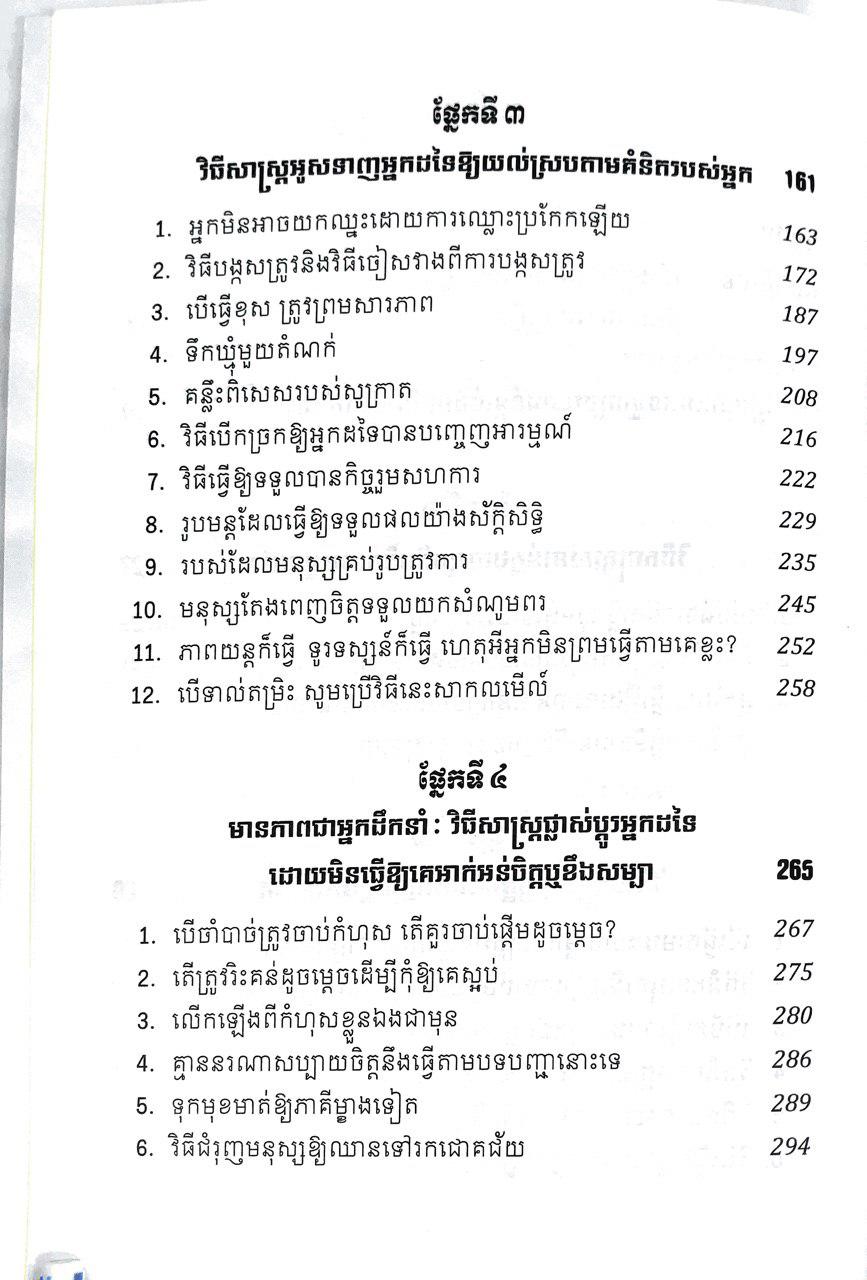 ផ្នែកទី ៣
វិធីសាស្ត្រអូសទាញអ្នកដទៃឱ្យយល់ស្របតាមគំនិតរបស់អ្នក 161
1. អ្នកមិនអាចយកឈ្នះដោយការឈ្លោះប្រកែកឡើយ 163
2. វិធីបង្កសត្រូវនិងវិធីចៀសវាងពីការបង្កសត្រូវ 172
3. បើធ្វើខុស ត្រូវព្រមសារភាព 187
4. ទឹកឃ្មុំមួយតំណក់ 197
5. គន្លឹះពិសេសរបស់សូក្រាត 208
6. វិធីបើកច្រកឱ្យអ្នកដទៃបានបញ្ចេញអារម្មណ៍ 216
7. វិធីធ្វើឱ្យទទួលបានកិច្ចរួមសហការ 222
8. រូបមន្តដែលធ្វើឱ្យទទួលផលយ៉ាងស័ក្តិសិទ្ធិ 229
9. របស់ដែលមនុស្សគ្រប់រូបត្រូវការ 235
10. មនុស្សតែងពេញចិត្តទទួលយកសំណូមពរ 245
11. ភាពយន្តក៏ធ្វើ ទូរទស្សន៍ក៏ធ្វើ ហេតុអីអ្នកមិនព្រមធ្វើតាមគេខ្លះ? 252
12. បើទាល់តម្រិះ សូមប្រើវិធីនេះសាកលមើល៍ 258
ផ្នែកទី ៤
មានភាពជាអ្នកដឹកនាំ : វិធីសាស្ត្រផ្លាស់ប្ដូរអ្នកដទៃ
ដោយមិនធ្វើឱ្យគេអាក់អន់ចិត្តឬខឹងសម្បា 265
1. បើចាំបាច់ត្រូវចាប់កំហុស តើគួរចាប់ផ្ដើមដូចម្ដេច? 267
2. តើត្រូវរិះគន់ដូចម្ដេចដើម្បីកុំឱ្យគេស្អប់ 275
3. លើកឡើងពីកំហុសខ្លួនឯងជាមុន 280
4. គ្មាននរណាសប្បាយចិត្តនឹងធ្វើតាមបទបញ្ជានោះទេ 286
5. ទុកមុខមាត់ឱ្យភាគីម្ខាងទៀត 289
6. វិធីជំរុញមនុស្សឱ្យឈានទៅរកជោគជ័យ 294